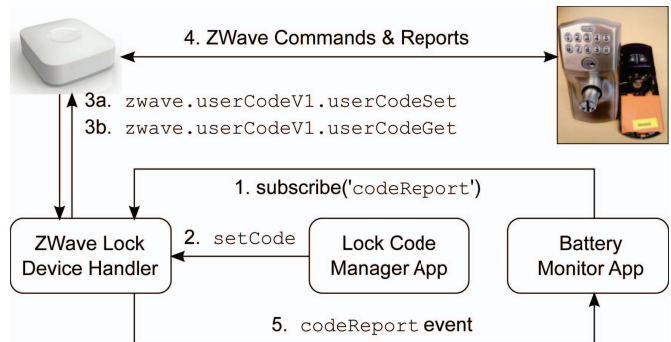 4. ZWave Commands & Reports
3a. zwave.userCodeV1.userCodeSet
3b. zwave.userCodeV1.userCodeGet
1. subscribe('codeReport')
ZWave Lock
Device Handler
2. setCode
Lock Code
Manager App
Battery
Monitor App
5. codeReport event